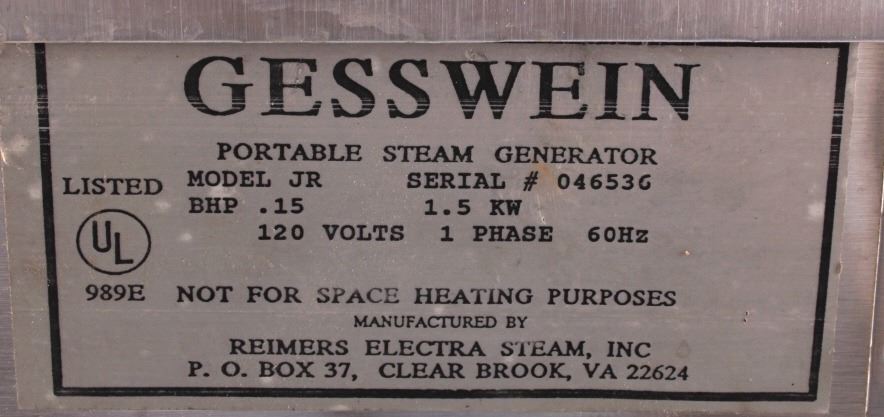 GESSWEIN
PORTABLE STEAM GENERATOR
LISTED MODEL JR SERIAL # 04653G
BHP .15 1.5 KW
UL 120 VOLTS 1 PHASE 60Hz
989E NOT FOR SPACE HEATING PURPOSES
MANUFACTURED BY
REIMERS ELECTRA STEAM, INC
P. O. BOX 37, CLEAR BROOK, VA 22624